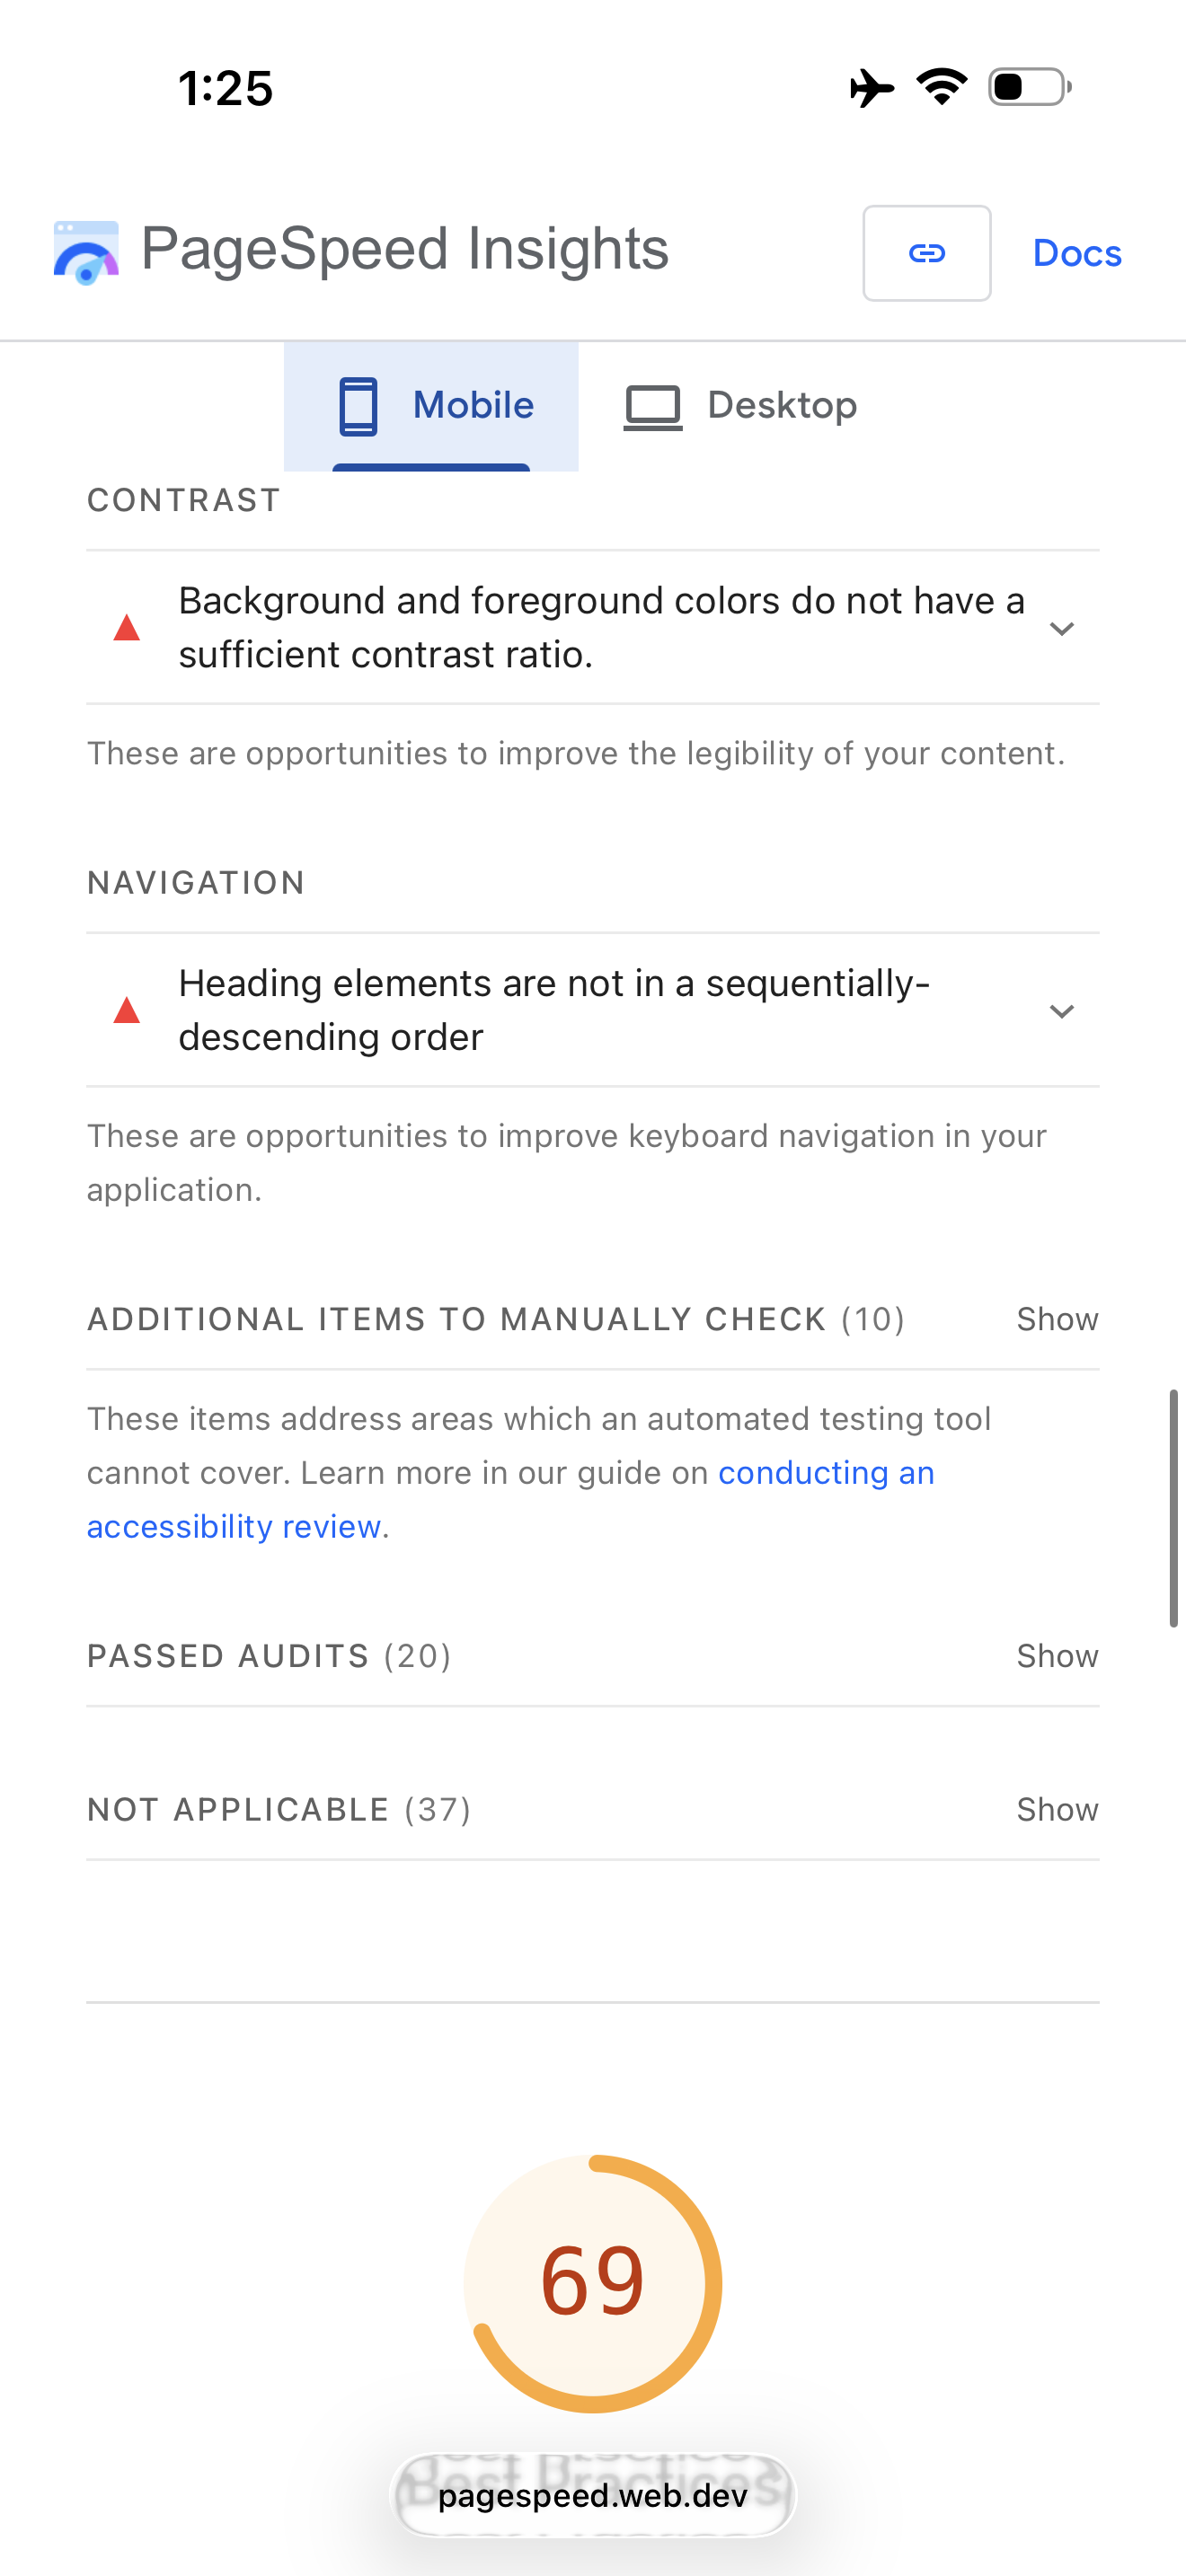 1:25
PageSpeed Insights
Docs
Mobile
Desktop
CONTRAST
Background and foreground colors do not have a
sufficient contrast ratio.
These are opportunities to improve the legibility of your content.
NAVIGATION
Heading elements are not in a sequentially-
descending order
These are opportunities to improve keyboard navigation in your
application.
ADDITIONAL ITEMS TO MANUALLY CHECK (10)
Show
These items address areas which an automated testing tool
cannot cover. Learn more in our guide on conducting an
accessibility review.
PASSED AUDITS (20)
Show
NOT APPLICABLE (37)
Show
69
Best Practices
pagespeed.web.dev